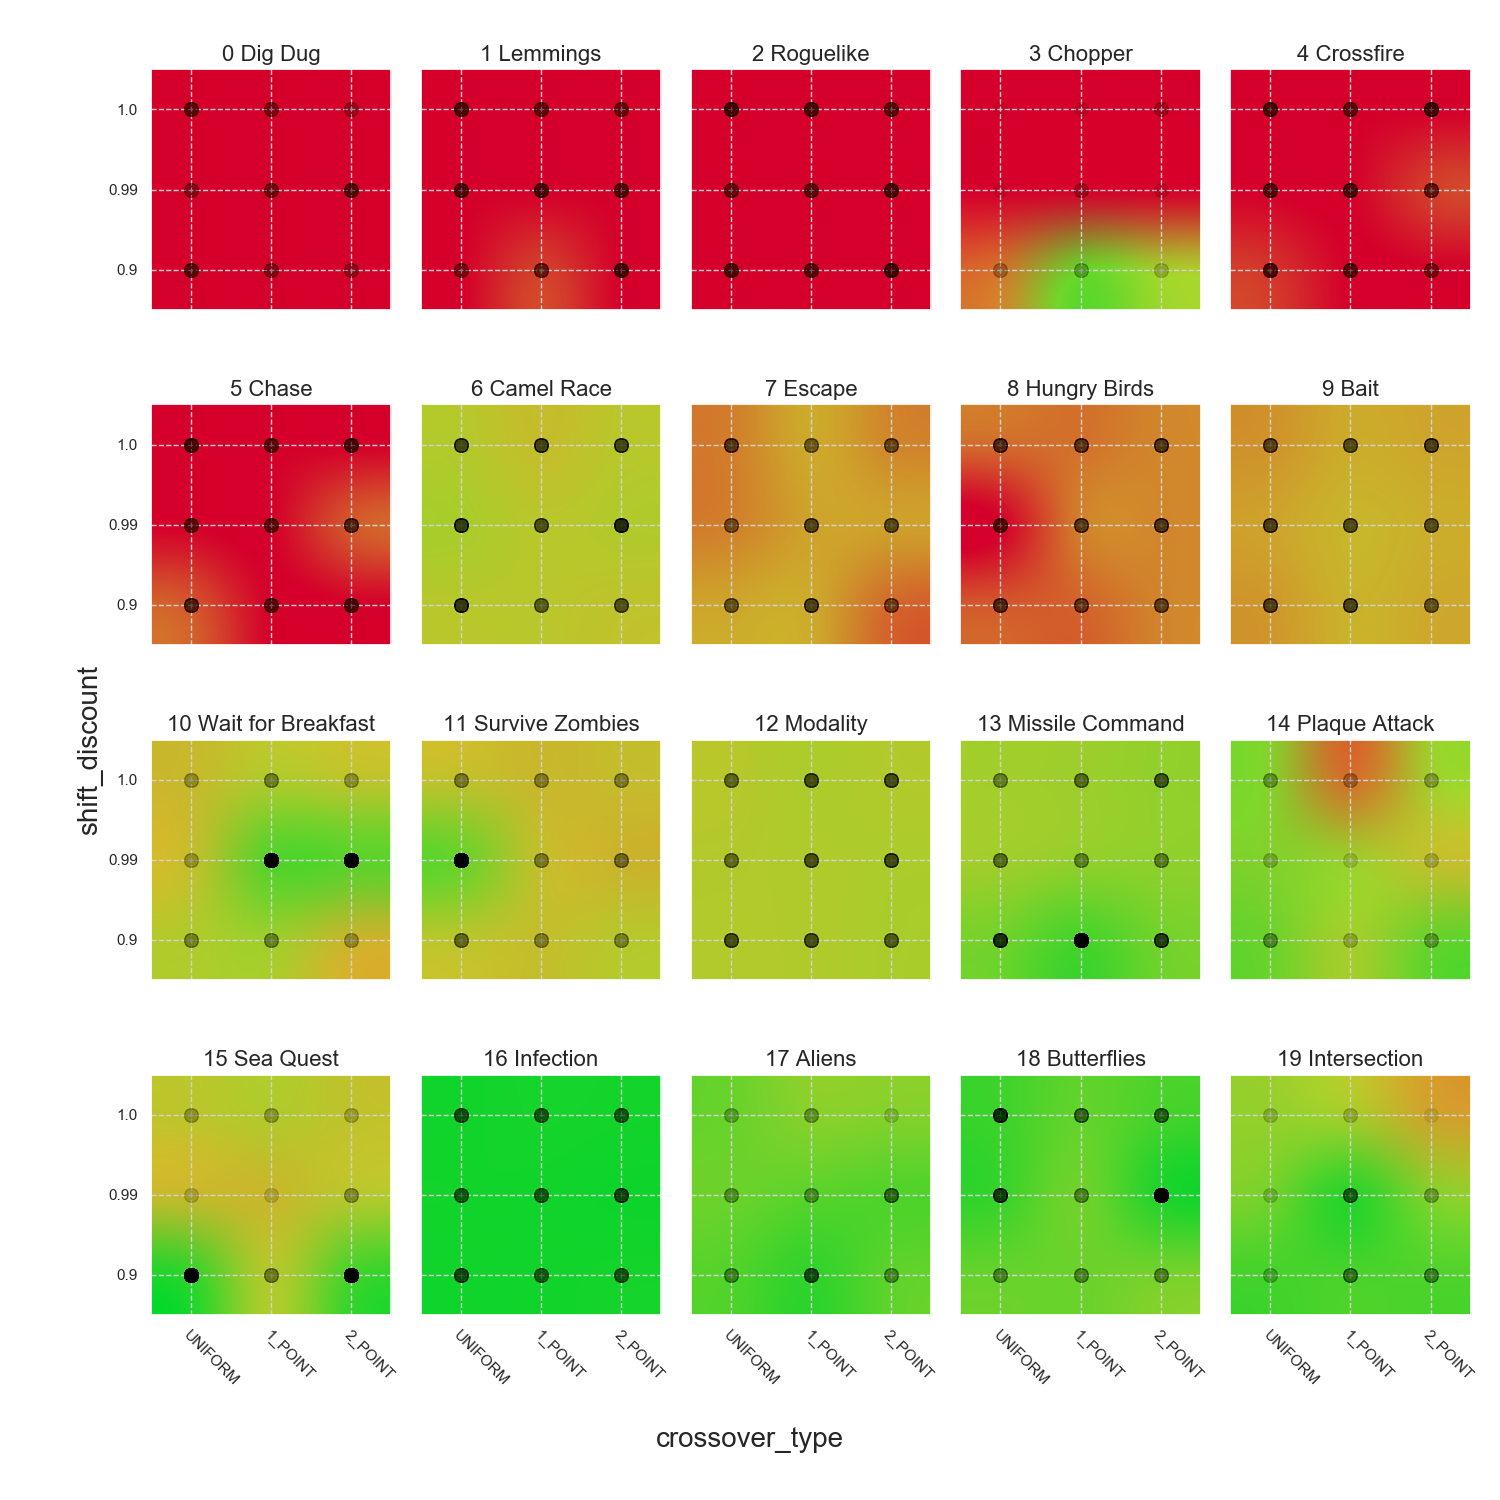 0 Dig Dug 1 Lemmings 2 Roguelike 3 Chopper 4 Crossfire
1.0
0.99
0.9
5 Chase 6 Camel Race 7 Escape 8 Hungry Birds 9 Bait
1.0
0.99
0.9
shift_discount
10 Wait for Breakfast 11 Survive Zombies 12 Modality 13 Missile Command 14 Plaque Attack
1.0
0.99
0.9
15 Sea Quest 16 Infection 17 Aliens 18 Butterflies 19 Intersection
1.0
0.99
0.9
UNIFORM 1_POINT 2_POINT UNIFORM 1_POINT 2_POINT UNIFORM 1_POINT 2_POINT UNIFORM 1_POINT 2_POINT UNIFORM 1_POINT 2_POINT
crossover_type